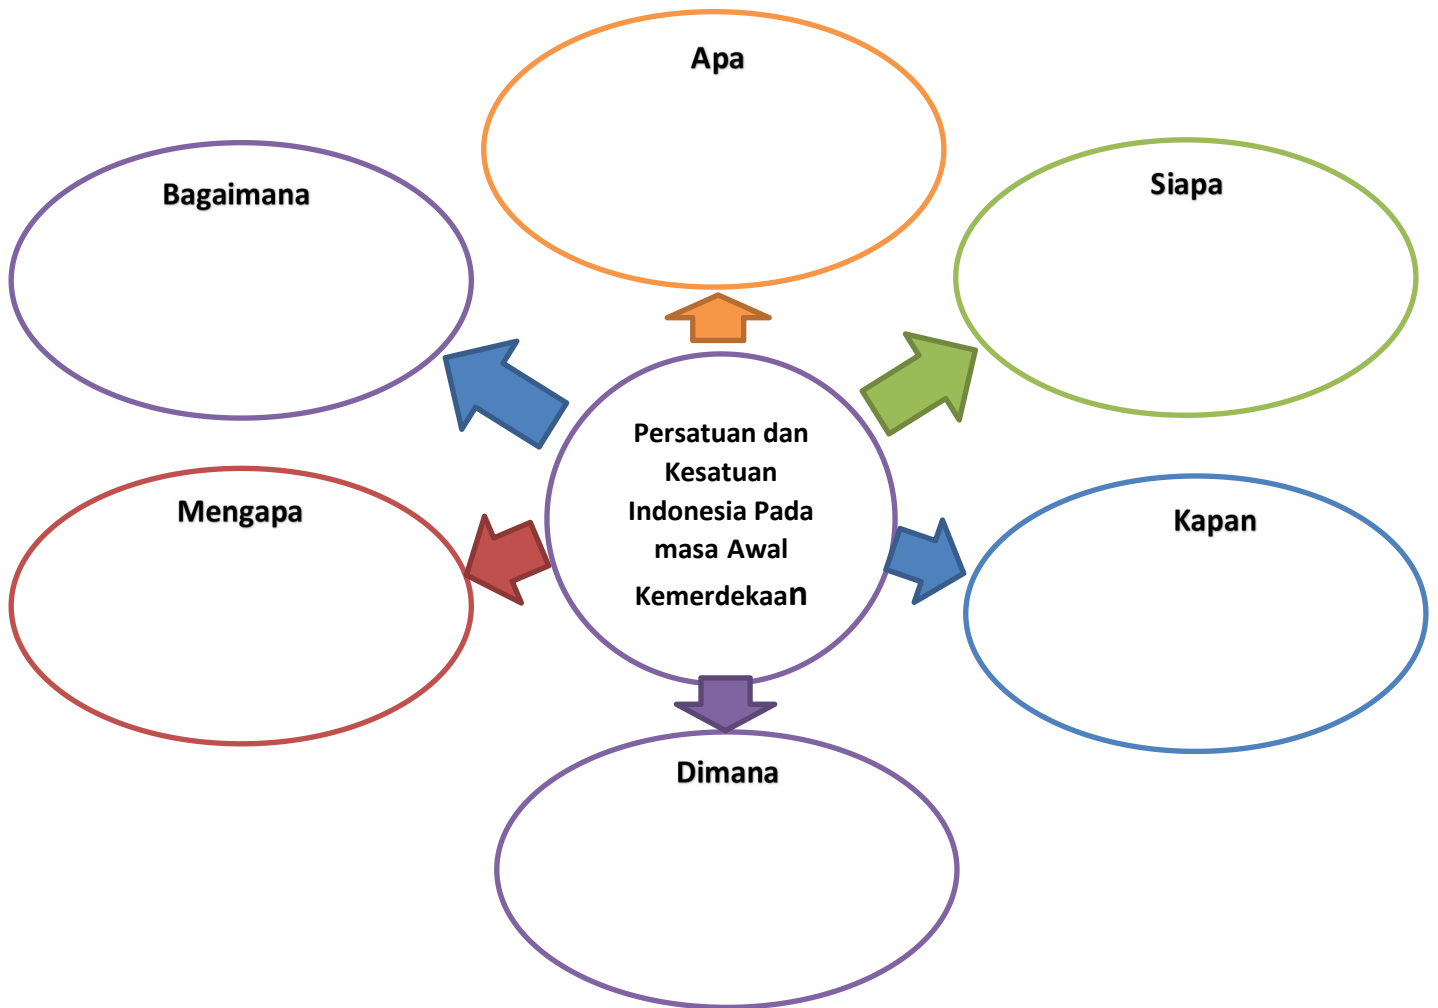 Apa
Siapa
Bagaimana
Persatuan dan
Kesatuan
Indonesia Pada
masa Awal
Kemerdekaan
Mengapa
Kapan
Dimana